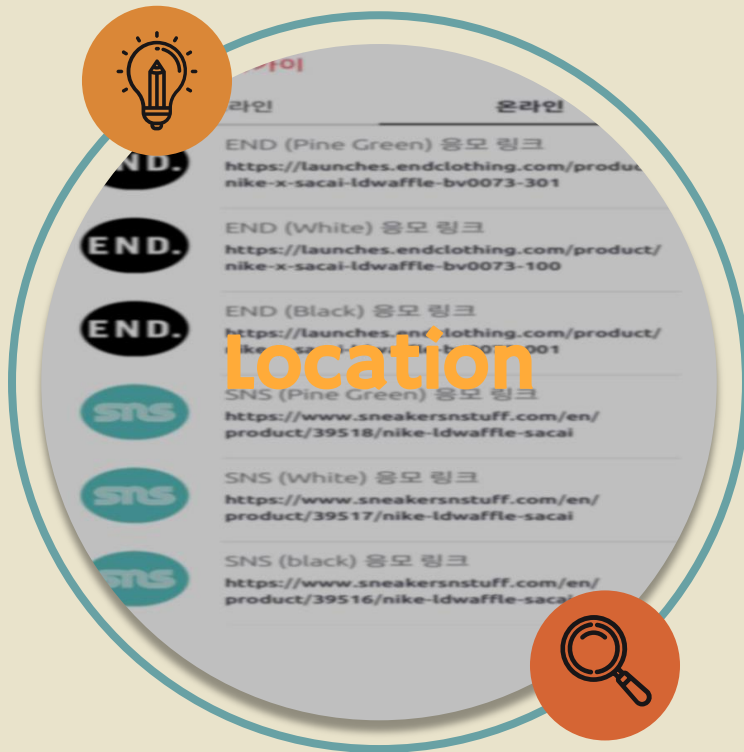 라인
온라인
END (Pine Green) 응모 링크
https://launches.endclothing.com/produc
nike-x-sacai-ldwaffle-bv0073-301
END.
END (White) 응모 링크
https://launches.endclothing.com/product/
nike-x-sacai-ldwaffle-bv0073-100
END.
END (Black) 응모 링크
https://launches.endclothing.com/product/
Location
SNS (Pine Green) 응모 링크
https://www.sneakersnstuff.com/en/
product/39518/nike-ldwaffle-sacai
sns
SNS (White) 응모 링크
https://www.sneakersnstuff.com/en/
product/39517/nike-ldwaffle-sacai
sns
SNS (black) 응모 링크
https://www.sneakersnstuff.com/en/
product/39516/nike-ldwaffle-sacai
sns